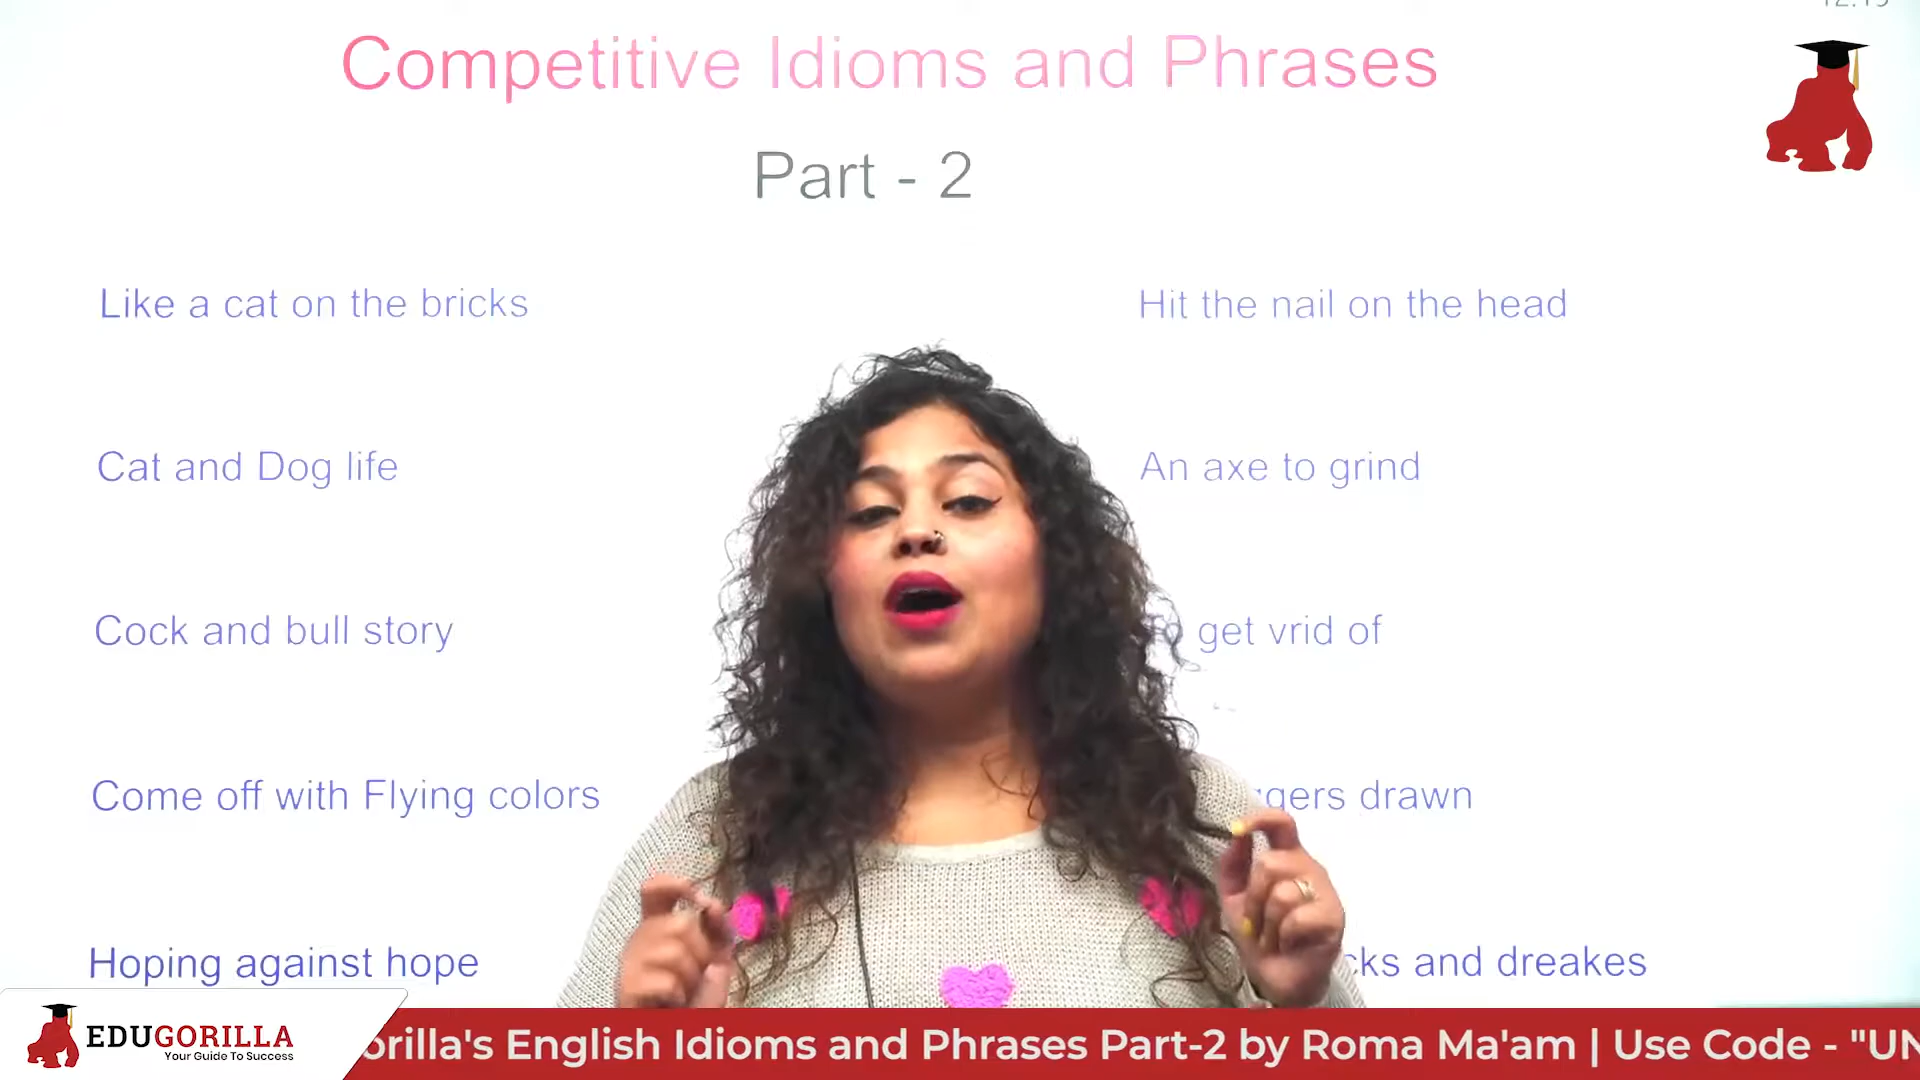 Competitive Idioms and Phrases
Part - 2
Like a cat on the bricks
Hit the nail on the head
Cat and Dog life
An axe to grind
Cock and bull story
get vrid of
Come off with Flying colors
drawn
Hoping against hope
and dreakes
EDUGORILLA
Your Guide To Success
orilla's English Idioms and Phrases Part-2 by Roma Ma'am | Use Code - "UN